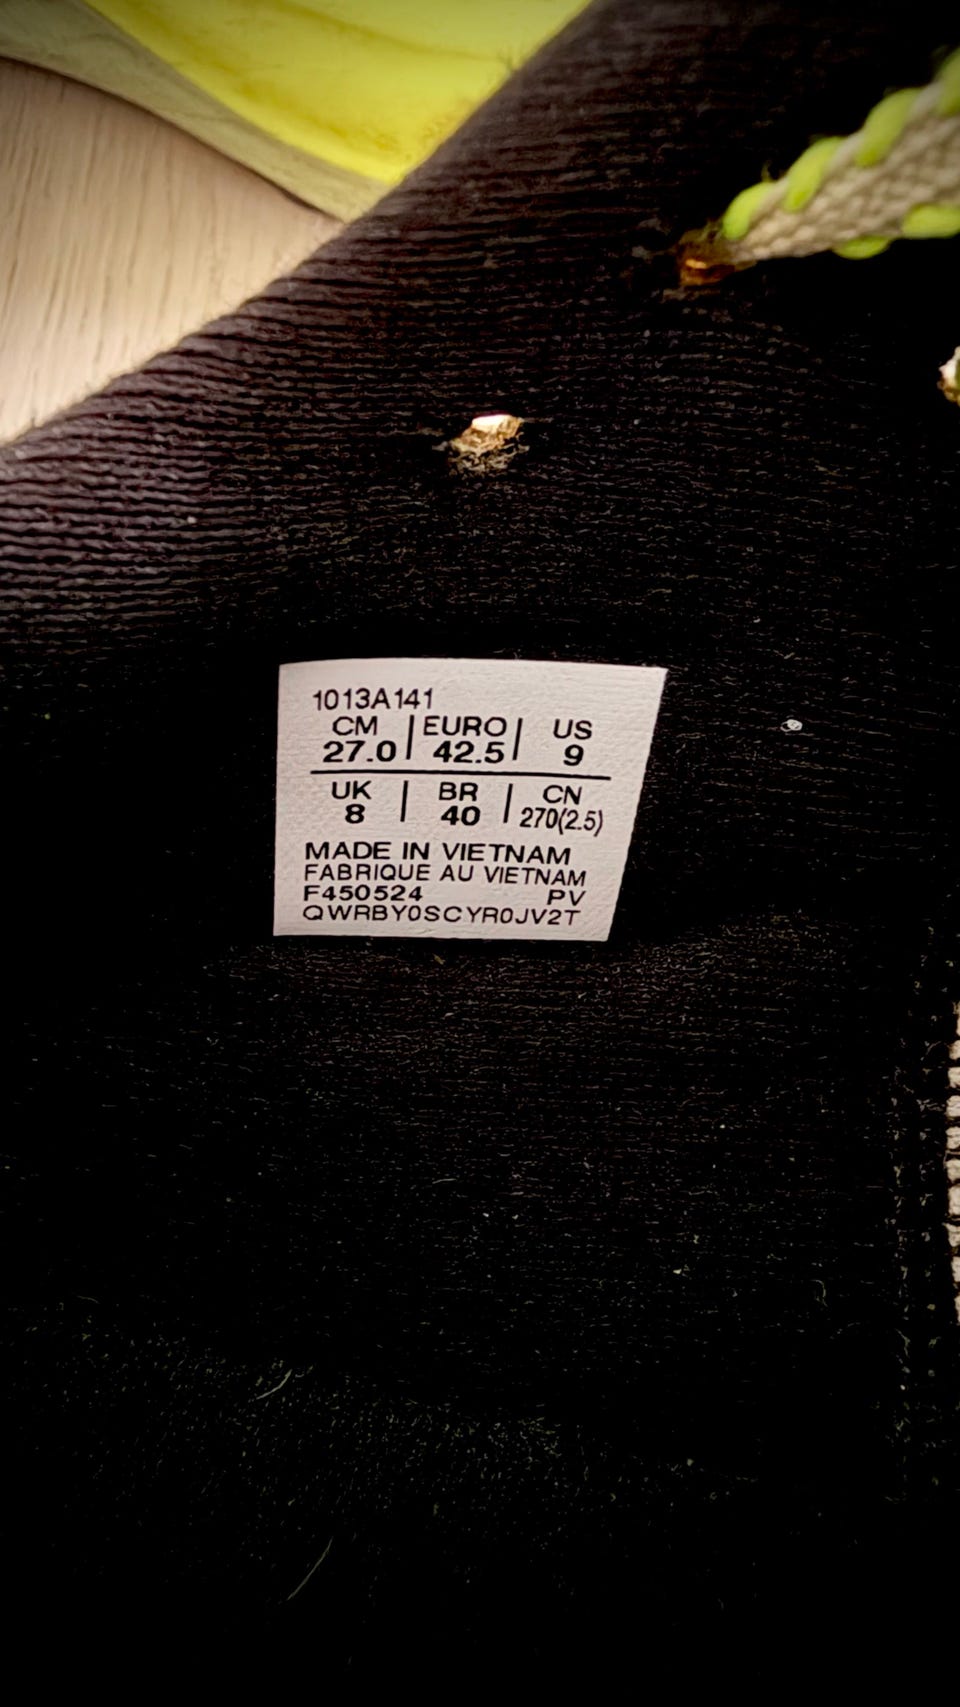 1013A141
CM | EURO | US
27.0 | 42.5 | 9
UK | BR | CN
8 | 40 | 270(2.5)
MADE IN VIETNAM
FABRIQUE AU VIETNAM
F450524 PV
QWRBY0SCYR0JV2T